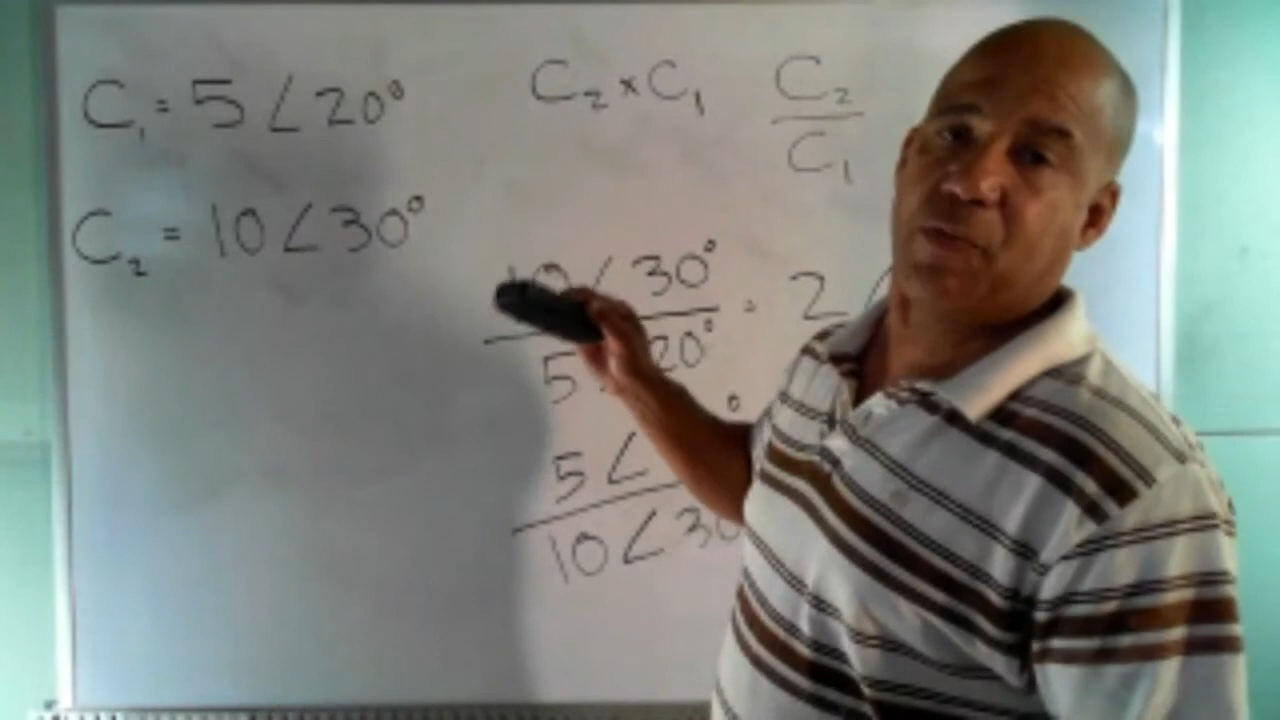 C₁ = 5∠20°
C₂ = 10∠30°
C₂ × C₁
C₂
C₁
10∠30° = 2∠
5∠20°
5∠ °
10∠30